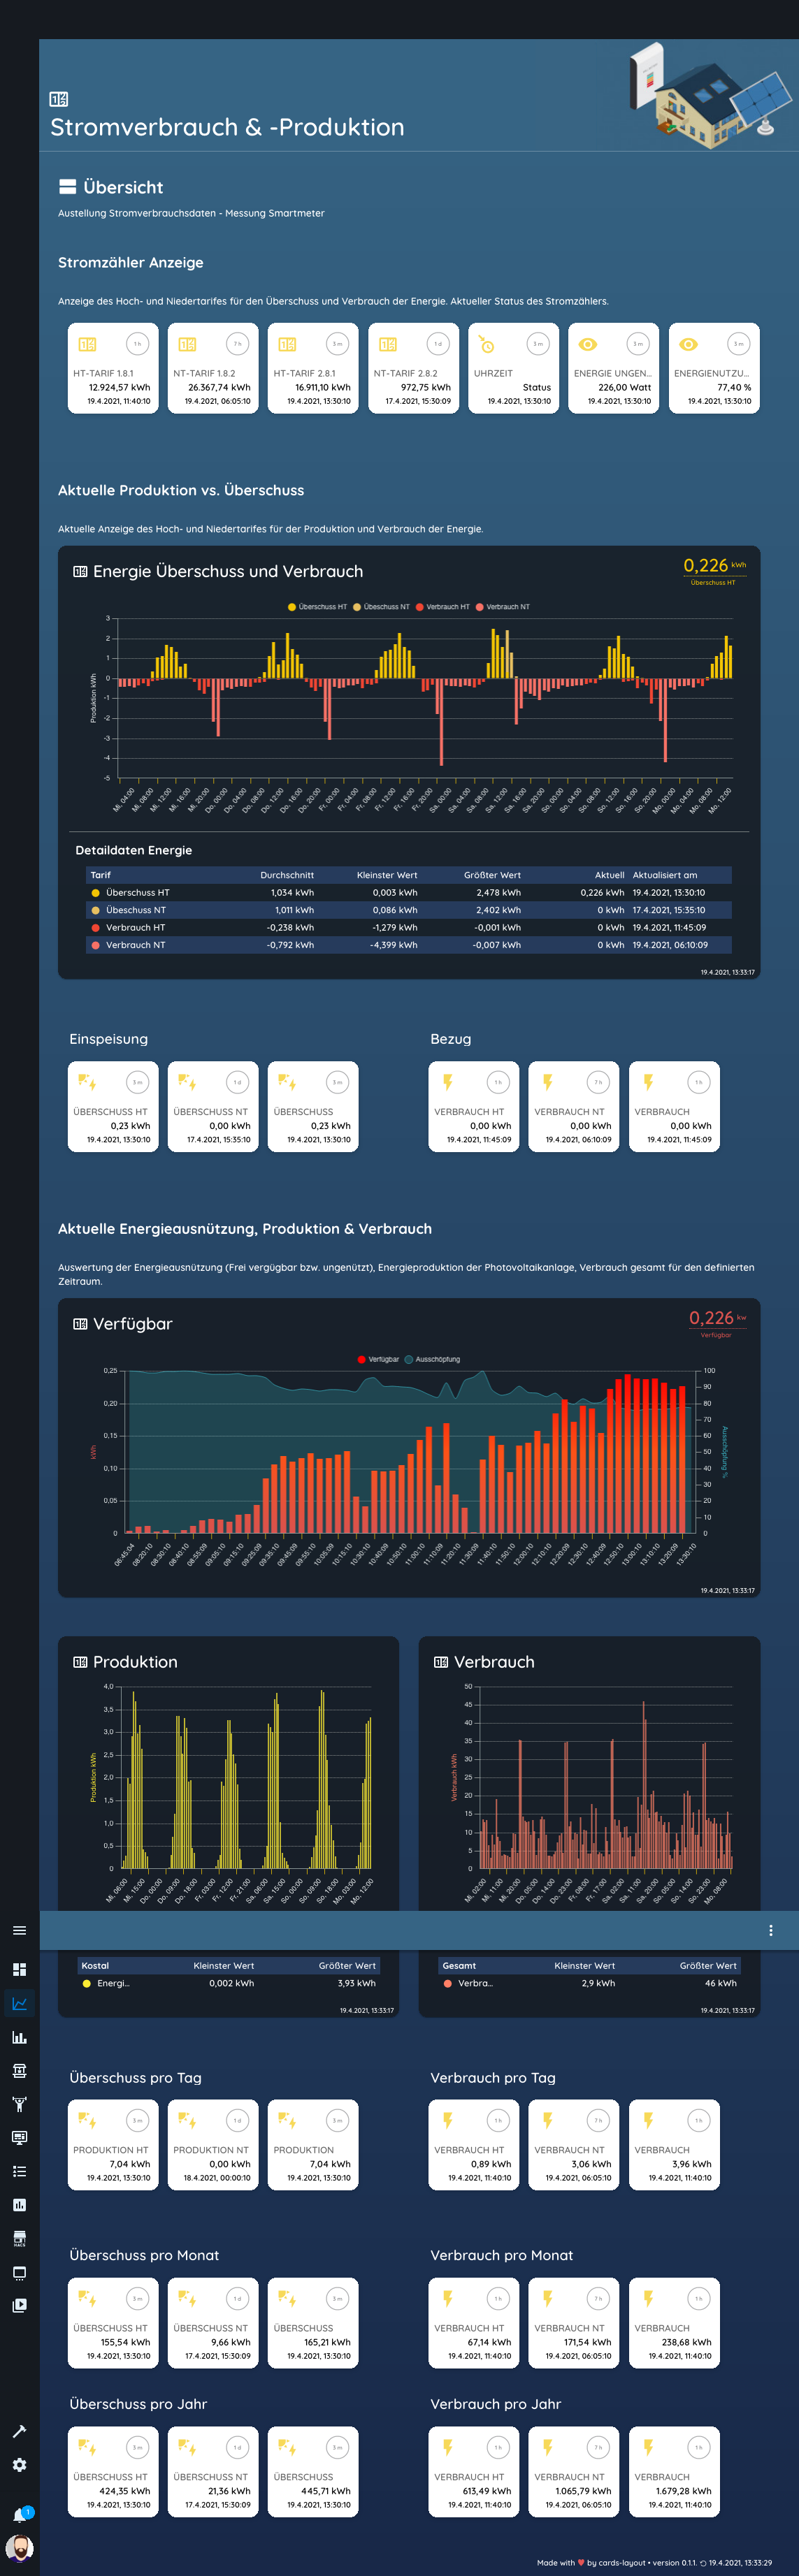 Stromverbrauch & -Produktion
Übersicht
Austellung Stromverbrauchsdaten - Messung Smartmeter
Stromzähler Anzeige
Anzeige des Hoch- und Niedertarifes für den Überschuss und Verbrauch der Energie. Aktueller Status des Stromzählers.
1 h 7 h 3 m 1 d 3 m 3 m 3 m
HT-TARIF 1.8.1 NT-TARIF 1.8.2 HT-TARIF 2.8.1 NT-TARIF 2.8.2 UHRZEIT ENERGIE UNGEN... ENERGIENUTZU...
12.924,57 kWh 26.367,74 kWh 16.911,10 kWh 972,75 kWh Status 226,00 Watt 77,40 %
19.4.2021, 11:40:10 19.4.2021, 06:05:10 19.4.2021, 13:30:10 17.4.2021, 15:30:09 19.4.2021, 13:30:10 19.4.2021, 13:30:10 19.4.2021, 13:30:10
Aktuelle Produktion vs. Überschuss
Aktuelle Anzeige des Hoch- und Niedertarifes für der Produktion und Verbrauch der Energie.
Energie Überschuss und Verbrauch
0,226 kWh
Überschuss HT
Überschuss HT Übeschuss NT Verbrauch HT Verbrauch NT
Produktion kWh
3
2
1
0
-1
-2
-3
-4
-5
Mi, 04:00 Mi, 08:00 Mi, 12:00 Mi, 16:00 Mi, 20:00 Do, 00:00 Do, 04:00 Do, 08:00 Do, 12:00 Do, 16:00 Do, 20:00 Fr, 00:00 Fr, 04:00 Fr, 08:00 Fr, 12:00 Fr, 16:00 Fr, 20:00 Sa, 00:00 Sa, 04:00 Sa, 08:00 Sa, 12:00 Sa, 16:00 Sa, 20:00 So, 00:00 So, 04:00 So, 08:00 So, 12:00 So, 16:00 So, 20:00 Mo, 00:00 Mo, 04:00 Mo, 08:00 Mo, 12:00
Detaildaten Energie
Tarif Durchschnitt Kleinster Wert Größter Wert Aktuell Aktualisiert am
Überschuss HT 1,034 kWh 0,003 kWh 2,478 kWh 0,226 kWh 19.4.2021, 13:30:10
Übeschuss NT 1,011 kWh 0,086 kWh 2,402 kWh 0 kWh 17.4.2021, 15:35:10
Verbrauch HT -0,238 kWh -1,279 kWh -0,001 kWh 0 kWh 19.4.2021, 11:45:09
Verbrauch NT -0,792 kWh -4,399 kWh -0,007 kWh 0 kWh 19.4.2021, 06:10:09
19.4.2021, 13:33:17
Einspeisung Bezug
3 m 1 d 3 m 1 h 7 h 1 h
ÜBERSCHUSS HT ÜBERSCHUSS NT ÜBERSCHUSS VERBRAUCH HT VERBRAUCH NT VERBRAUCH
0,23 kWh 0,00 kWh 0,23 kWh 0,00 kWh 0,00 kWh 0,00 kWh
19.4.2021, 13:30:10 17.4.2021, 15:35:10 19.4.2021, 13:30:10 19.4.2021, 11:45:09 19.4.2021, 06:10:09 19.4.2021, 11:45:09
Aktuelle Energieausnützung, Produktion & Verbrauch
Auswertung der Energieausnützung (Frei vergügbar bzw. ungenützt), Energieproduktion der Photovoltaikanlage, Verbrauch gesamt für den definierten
Zeitraum.
Verfügbar
0,226 kw
Verfügbar
Verfügbar Ausschöpfung
kWh
0,25
0,20
0,15
0,10
0,05
0
100
90
80
70
60
50
40
30
20
10
0
Ausschöpfung %
06:45:04 08:20:10 08:30:10 08:40:10 08:55:09 09:05:10 09:15:10 09:25:09 09:35:10 09:45:09 09:55:10 10:05:09 10:15:10 10:30:10 10:40:09 10:50:10 11:00:10 11:10:09 11:20:10 11:30:09 11:40:10 11:50:10 12:00:10 12:10:10 12:20:09 12:30:10 12:40:09 12:50:10 13:00:10 13:10:10 13:20:09 13:30:10
19.4.2021, 13:33:17
Produktion
Produktion kWh
4,0
3,5
3,0
2,5
2,0
1,5
1,0
0,5
0
Mi, 06:00 Mi, 15:00 Do, 00:00 Do, 09:00 Do, 18:00 Fr, 03:00 Fr, 12:00 Fr, 21:00 Sa, 06:00 Sa, 15:00 So, 00:00 So, 09:00 So, 18:00 Mo, 03:00 Mo, 12:00
Verbrauch
Verbrauch kWh
50
45
40
35
30
25
20
15
10
5
0
Mi, 02:00 Mi, 11:00 Mi, 20:00 Do, 05:00 Do, 14:00 Do, 23:00 Fr, 08:00 Fr, 17:00 Sa, 02:00 Sa, 11:00 Sa, 20:00 So, 05:00 So, 14:00 So, 23:00 Mo, 08:00
Kostal Kleinster Wert Größter Wert
Energi... 0,002 kWh 3,93 kWh
19.4.2021, 13:33:17
Gesamt Kleinster Wert Größter Wert
Verbra... 2,9 kWh 46 kWh
19.4.2021, 13:33:17
Überschuss pro Tag Verbrauch pro Tag
3 m 1 d 3 m 1 h 7 h 1 h
PRODUKTION HT PRODUKTION NT PRODUKTION VERBRAUCH HT VERBRAUCH NT VERBRAUCH
7,04 kWh 0,00 kWh 7,04 kWh 0,89 kWh 3,06 kWh 3,96 kWh
19.4.2021, 13:30:10 18.4.2021, 00:00:10 19.4.2021, 13:30:10 19.4.2021, 11:40:10 19.4.2021, 06:05:10 19.4.2021, 11:40:10
HACS
Überschuss pro Monat Verbrauch pro Monat
3 m 1 d 3 m 1 h 7 h 1 h
ÜBERSCHUSS HT ÜBERSCHUSS NT ÜBERSCHUSS VERBRAUCH HT VERBRAUCH NT VERBRAUCH
155,54 kWh 9,66 kWh 165,21 kWh 67,14 kWh 171,54 kWh 238,68 kWh
19.4.2021, 13:30:10 17.4.2021, 15:30:09 19.4.2021, 13:30:10 19.4.2021, 11:40:10 19.4.2021, 06:05:10 19.4.2021, 11:40:10
Überschuss pro Jahr Verbrauch pro Jahr
3 m 1 d 3 m 1 h 7 h 1 h
ÜBERSCHUSS HT ÜBERSCHUSS NT ÜBERSCHUSS VERBRAUCH HT VERBRAUCH NT VERBRAUCH
424,35 kWh 21,36 kWh 445,71 kWh 613,49 kWh 1.065,79 kWh 1.679,28 kWh
19.4.2021, 13:30:10 17.4.2021, 15:30:09 19.4.2021, 13:30:10 19.4.2021, 11:40:10 19.4.2021, 06:05:10 19.4.2021, 11:40:10
1
Made with ♥ by cards-layout • version 0.1.1. 19.4.2021, 13:33:29